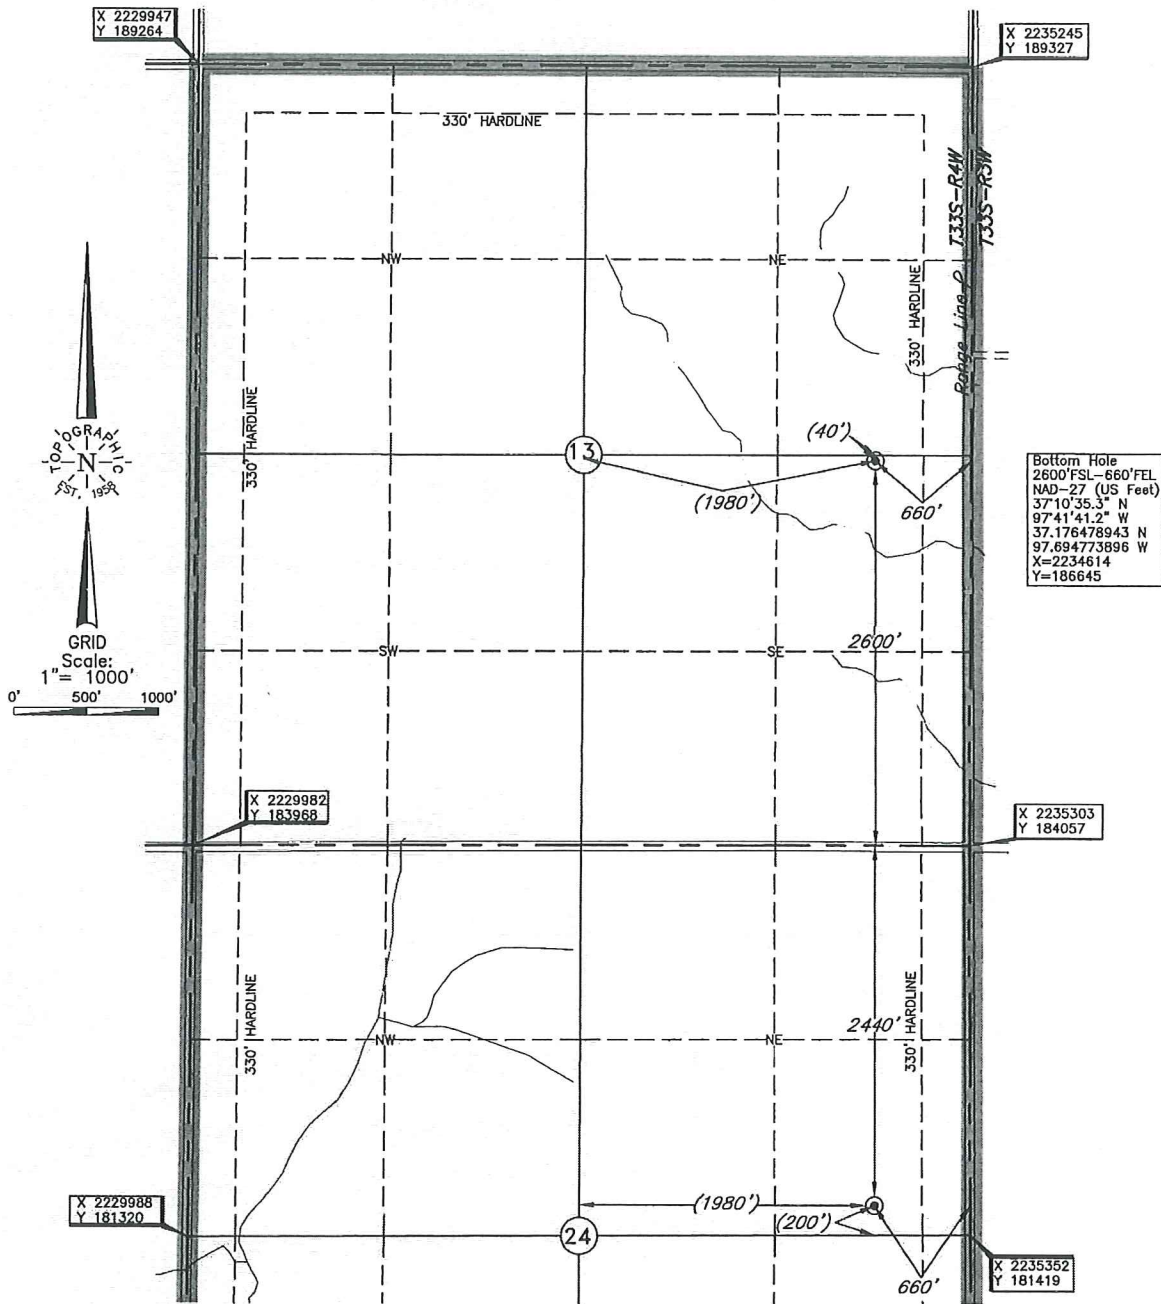 X 2229947
Y 189264
X 2235245
Y 189327
330' HARDLINE
T33S-R4W
T33S-R3W
NW
NE
330' HARDLINE
Range Line
TOPOGRAPHIC
N
EST. 1958
330' HARDLINE
13
(40')
(1980')
660'
Bottom Hole
2600'FSL-660'FEL
NAD-27 (US Feet)
37°10'35.3" N
97°41'41.2" W
37.176478943 N
97.694773896 W
X=2234614
Y=186645
GRID
Scale:
1"= 1000'
0' 500' 1000'
SW
SE
2600'
X 2229982
Y 183968
X 2235303
Y 184057
330' HARDLINE
NW
NE
2440'
330' HARDLINE
X 2229988
Y 181320
(1980')
(200')
24
660'
X 2235352
Y 181419